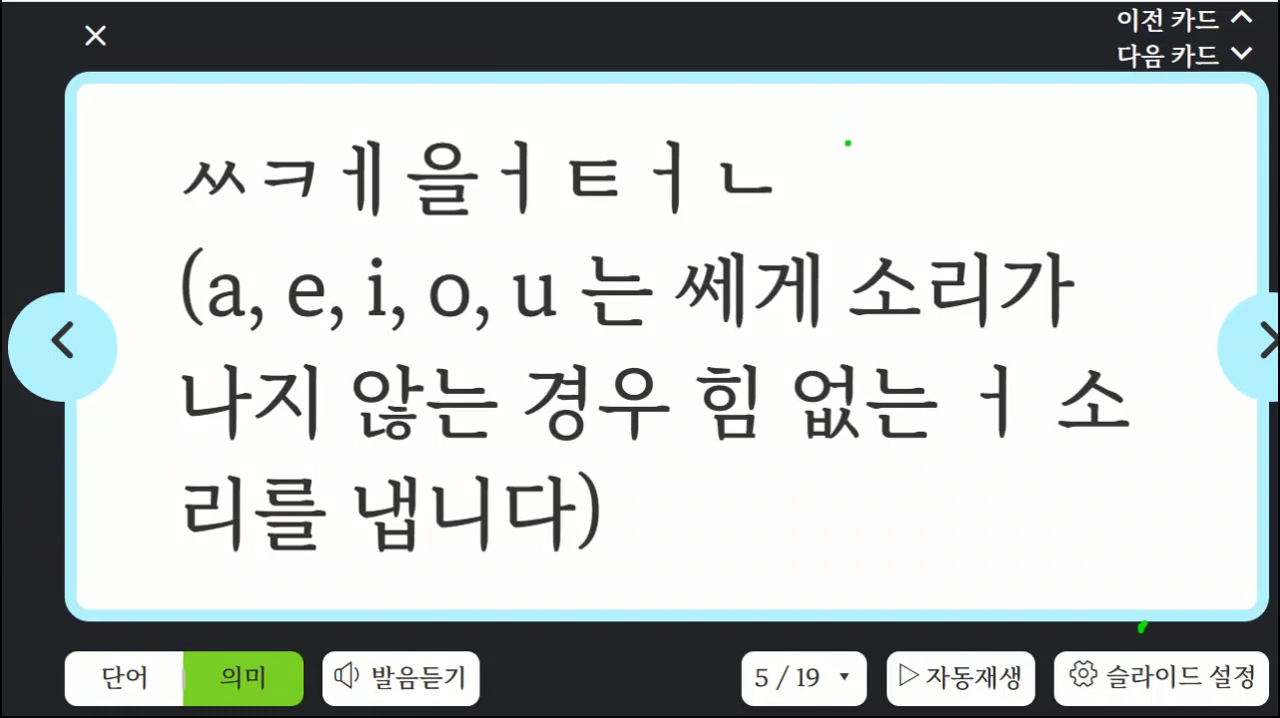 이전 카드
다음 카드
ㅆㅋㅔ을ㅓㅌㅓㄴ
(a, e, i, o, u 는 쎄게 소리가
나지 않는 경우 힘 없는 ㅓ 소
리를 냅니다)
단어 의미 발음듣기 5 / 19 자동재생 슬라이드 설정